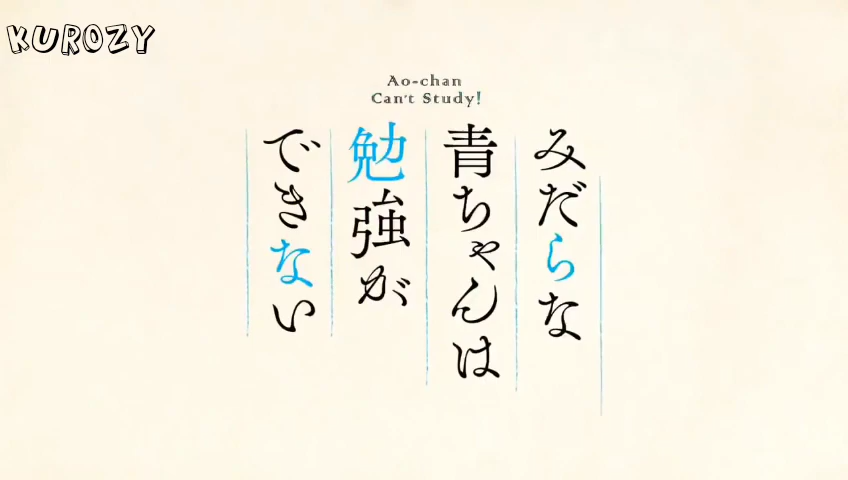 KUROZY
Ao-chan
Can't Study!
みだらな
青ちゃんは
勉強が
できない